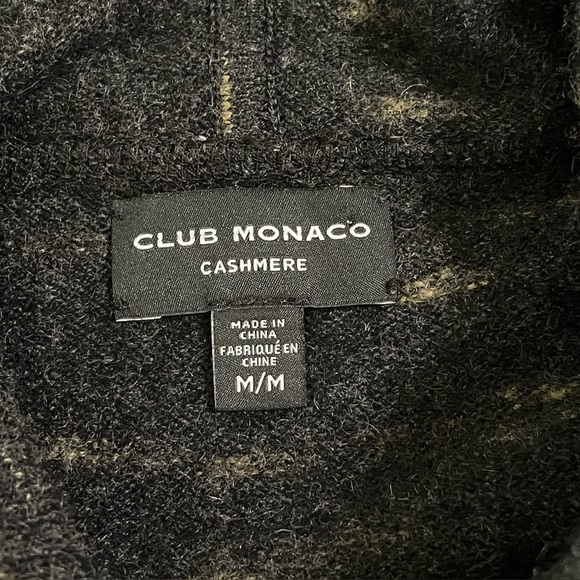 CLUB MONACO
CASHMERE
MADE IN
CHINA
FABRIQUÉ EN
CHINE
M/M